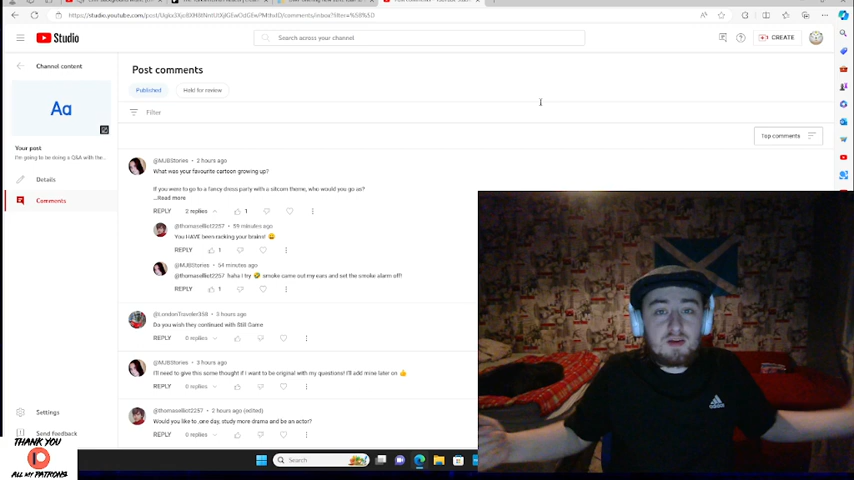 Studio
Search across your channel
CREATE
Channel content
Post comments
Published
Held for review
Aa
Filter
Top comments
Your post
I'm going to be doing a Q&A with the...
Details
Comments
@MJBStories • 2 hours ago
What was your favourite cartoon growing up?
If you were to go to a fancy dress party with a sitcom theme, who would you go as?
...Read more
REPLY 2 replies 1
@thomaselliot2257 • 59 minutes ago
You HAVE been racking your brains! 😄
REPLY 1
@MJBStories • 54 minutes ago
@thomaselliot2257 haha I try 🤣 smoke came out my ears and set the smoke alarm off!
REPLY 1
@LondonTraveler358 • 3 hours ago
Do you wish they continued with Still Game
REPLY 0 replies
@MJBStories • 3 hours ago
I'll need to give this some thought if I want to be original with my questions! I'll add mine later on 👍
REPLY 0 replies
@thomaselliot2257 • 2 hours ago (edited)
Would you like to ,one day, study more drama and be an actor?
REPLY 0 replies
Settings
Send feedback
THANK YOU
ALL MY PATRONS
Search
adidas